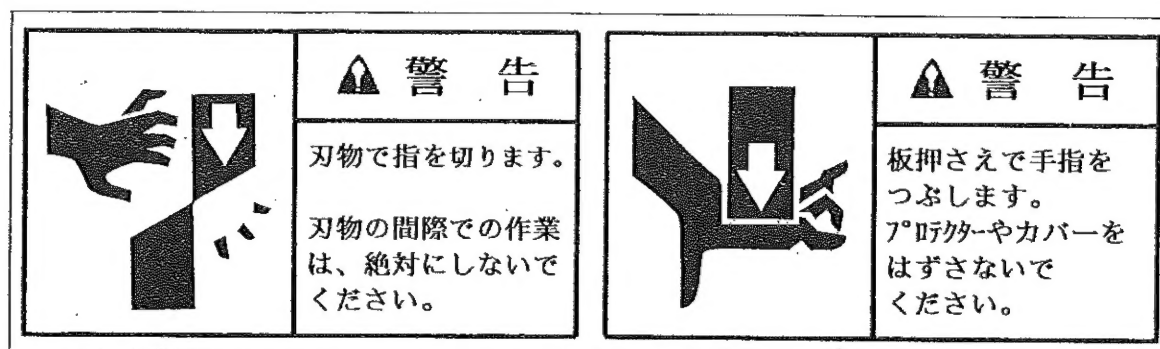 警 告
刃物で指を切ります。
刃物の間際での作業
は、絶対にしないで
ください。
警 告
板押さえで手指を
つぶします。
プロテクターやカバーを
はずさないで
ください。